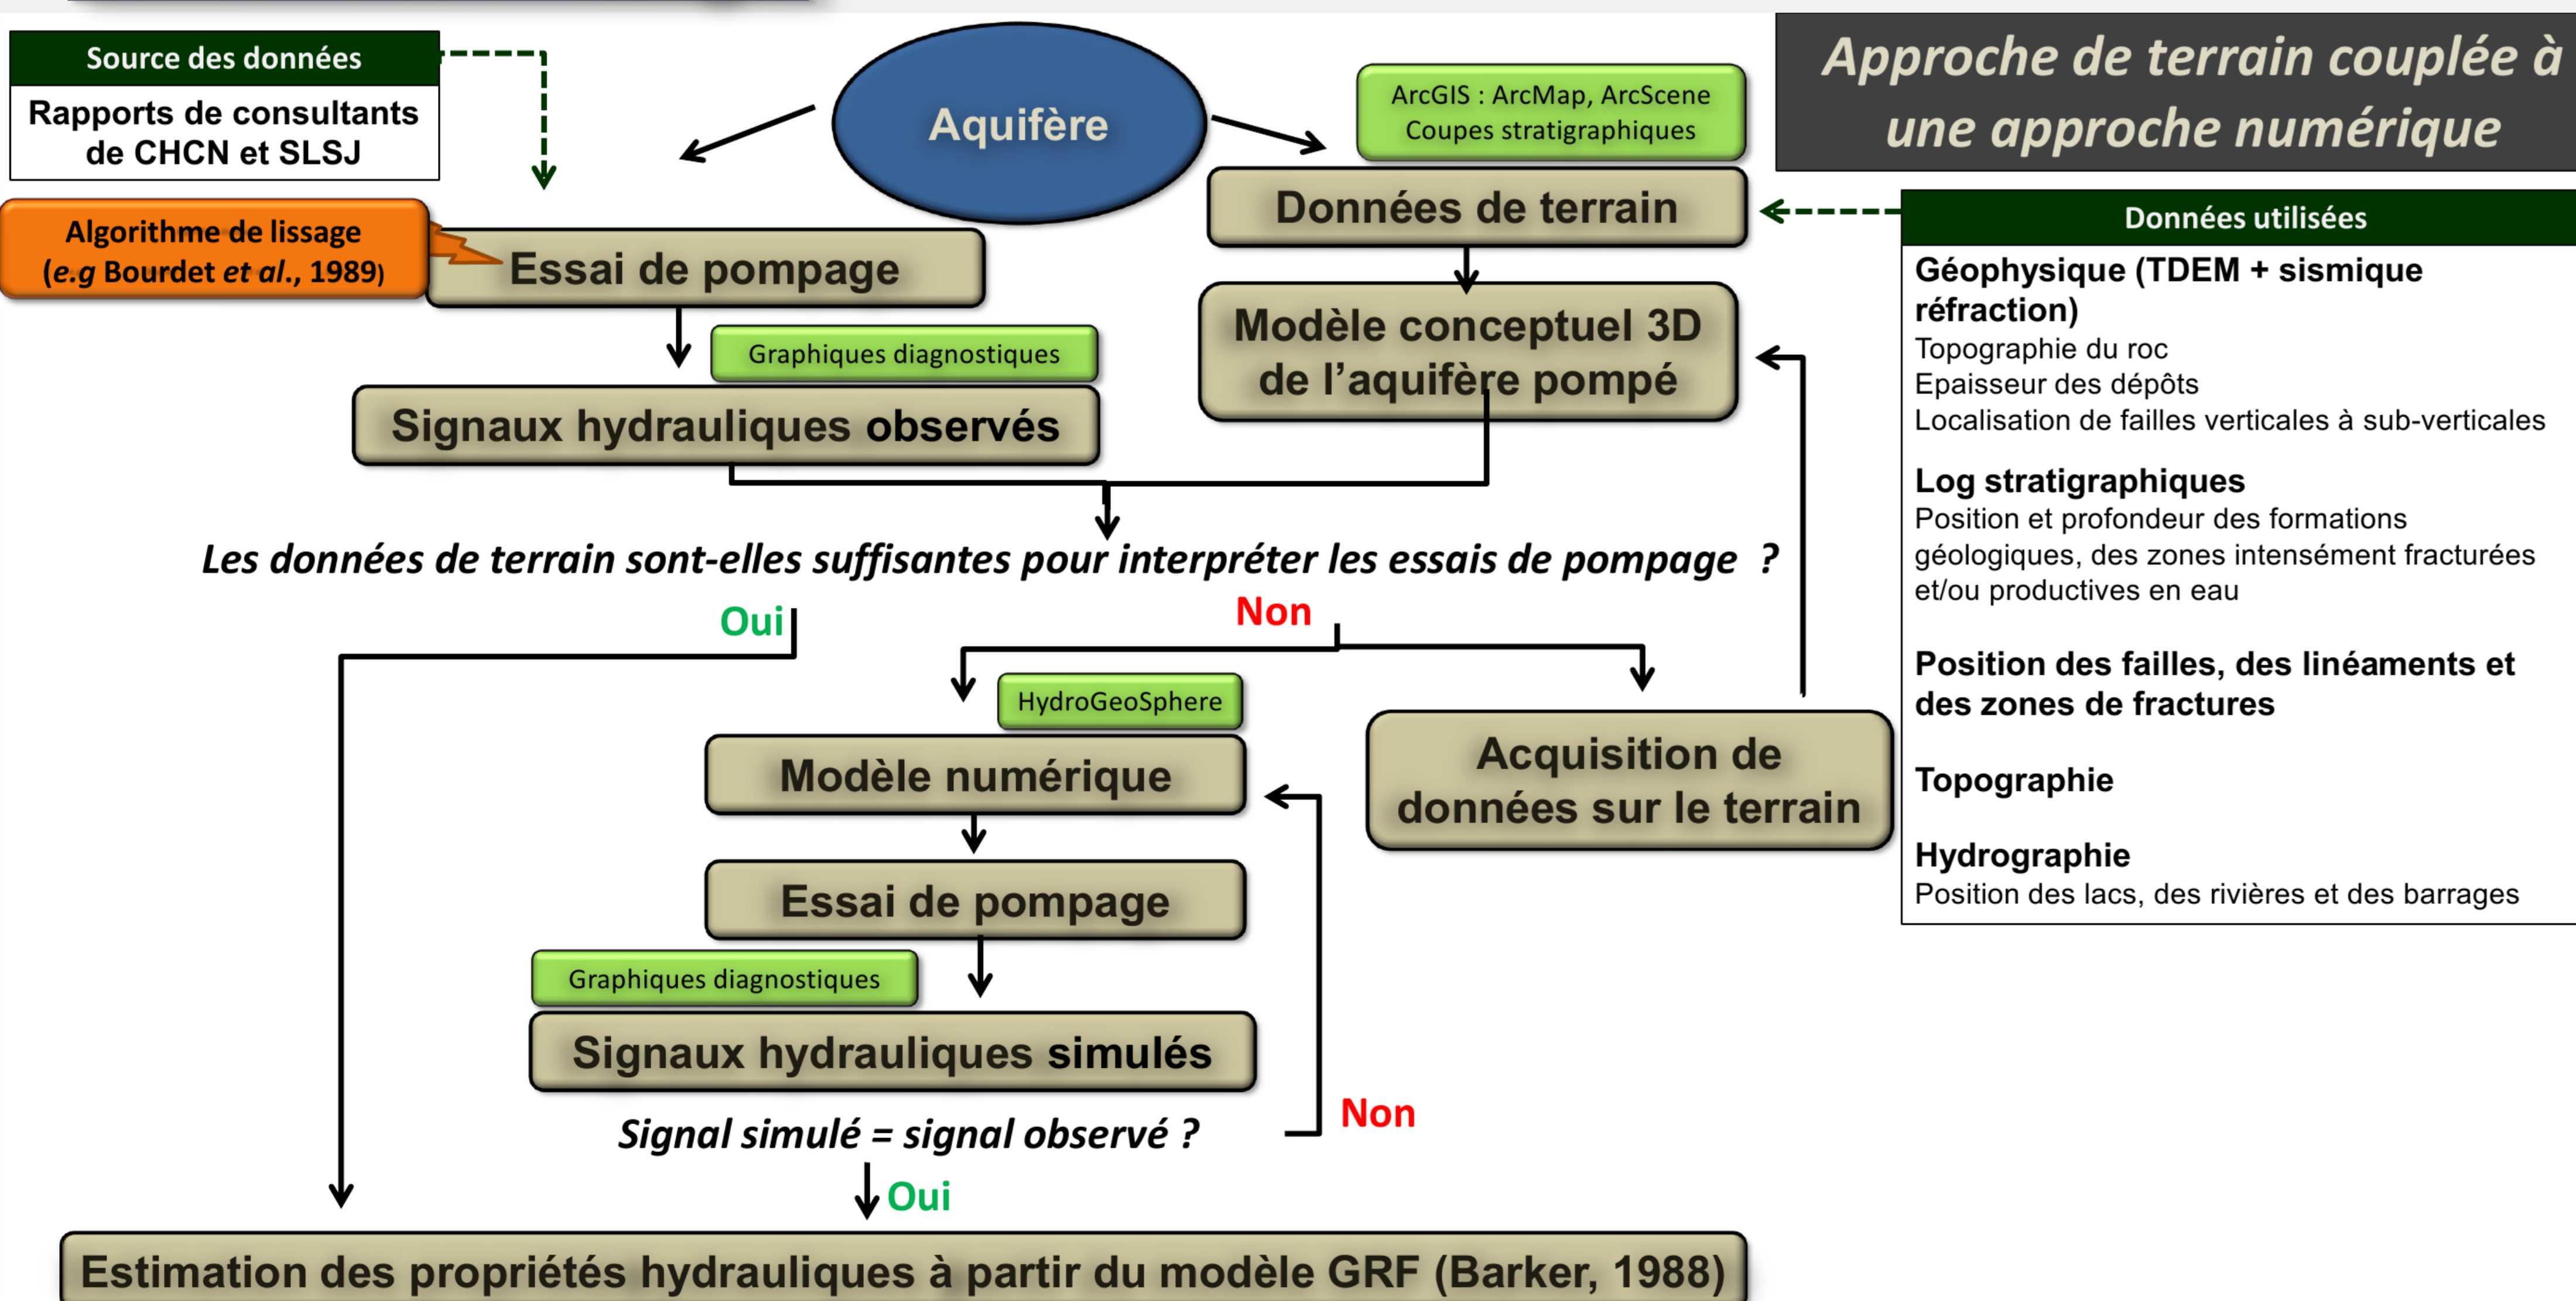 Source des données
Rapports de consultants
de CHCN et SLSJ
Aquifère
ArcGIS : ArcMap, ArcScene
Coupes stratigraphiques
Approche de terrain couplée à
une approche numérique
Algorithme de lissage
(e.g Bourdet et al., 1989)
Essai de pompage
Données de terrain
Graphiques diagnostiques
Signaux hydrauliques observés
Modèle conceptuel 3D
de l’aquifère pompé
Données utilisées
Géophysique (TDEM + sismique
réfraction)
Topographie du roc
Epaisseur des dépôts
Localisation de failles verticales à sub-verticales
Log stratigraphiques
Position et profondeur des formations
géologiques, des zones intensément fracturées
et/ou productives en eau
Position des failles, des linéaments et
des zones de fractures
Topographie
Hydrographie
Position des lacs, des rivières et des barrages
Les données de terrain sont-elles suffisantes pour interpréter les essais de pompage ?
Oui
Non
HydroGeoSphere
Modèle numérique
Acquisition de
données sur le terrain
Essai de pompage
Graphiques diagnostiques
Signaux hydrauliques simulés
Signal simulé = signal observé ?
Non
Oui
Estimation des propriétés hydrauliques à partir du modèle GRF (Barker, 1988)